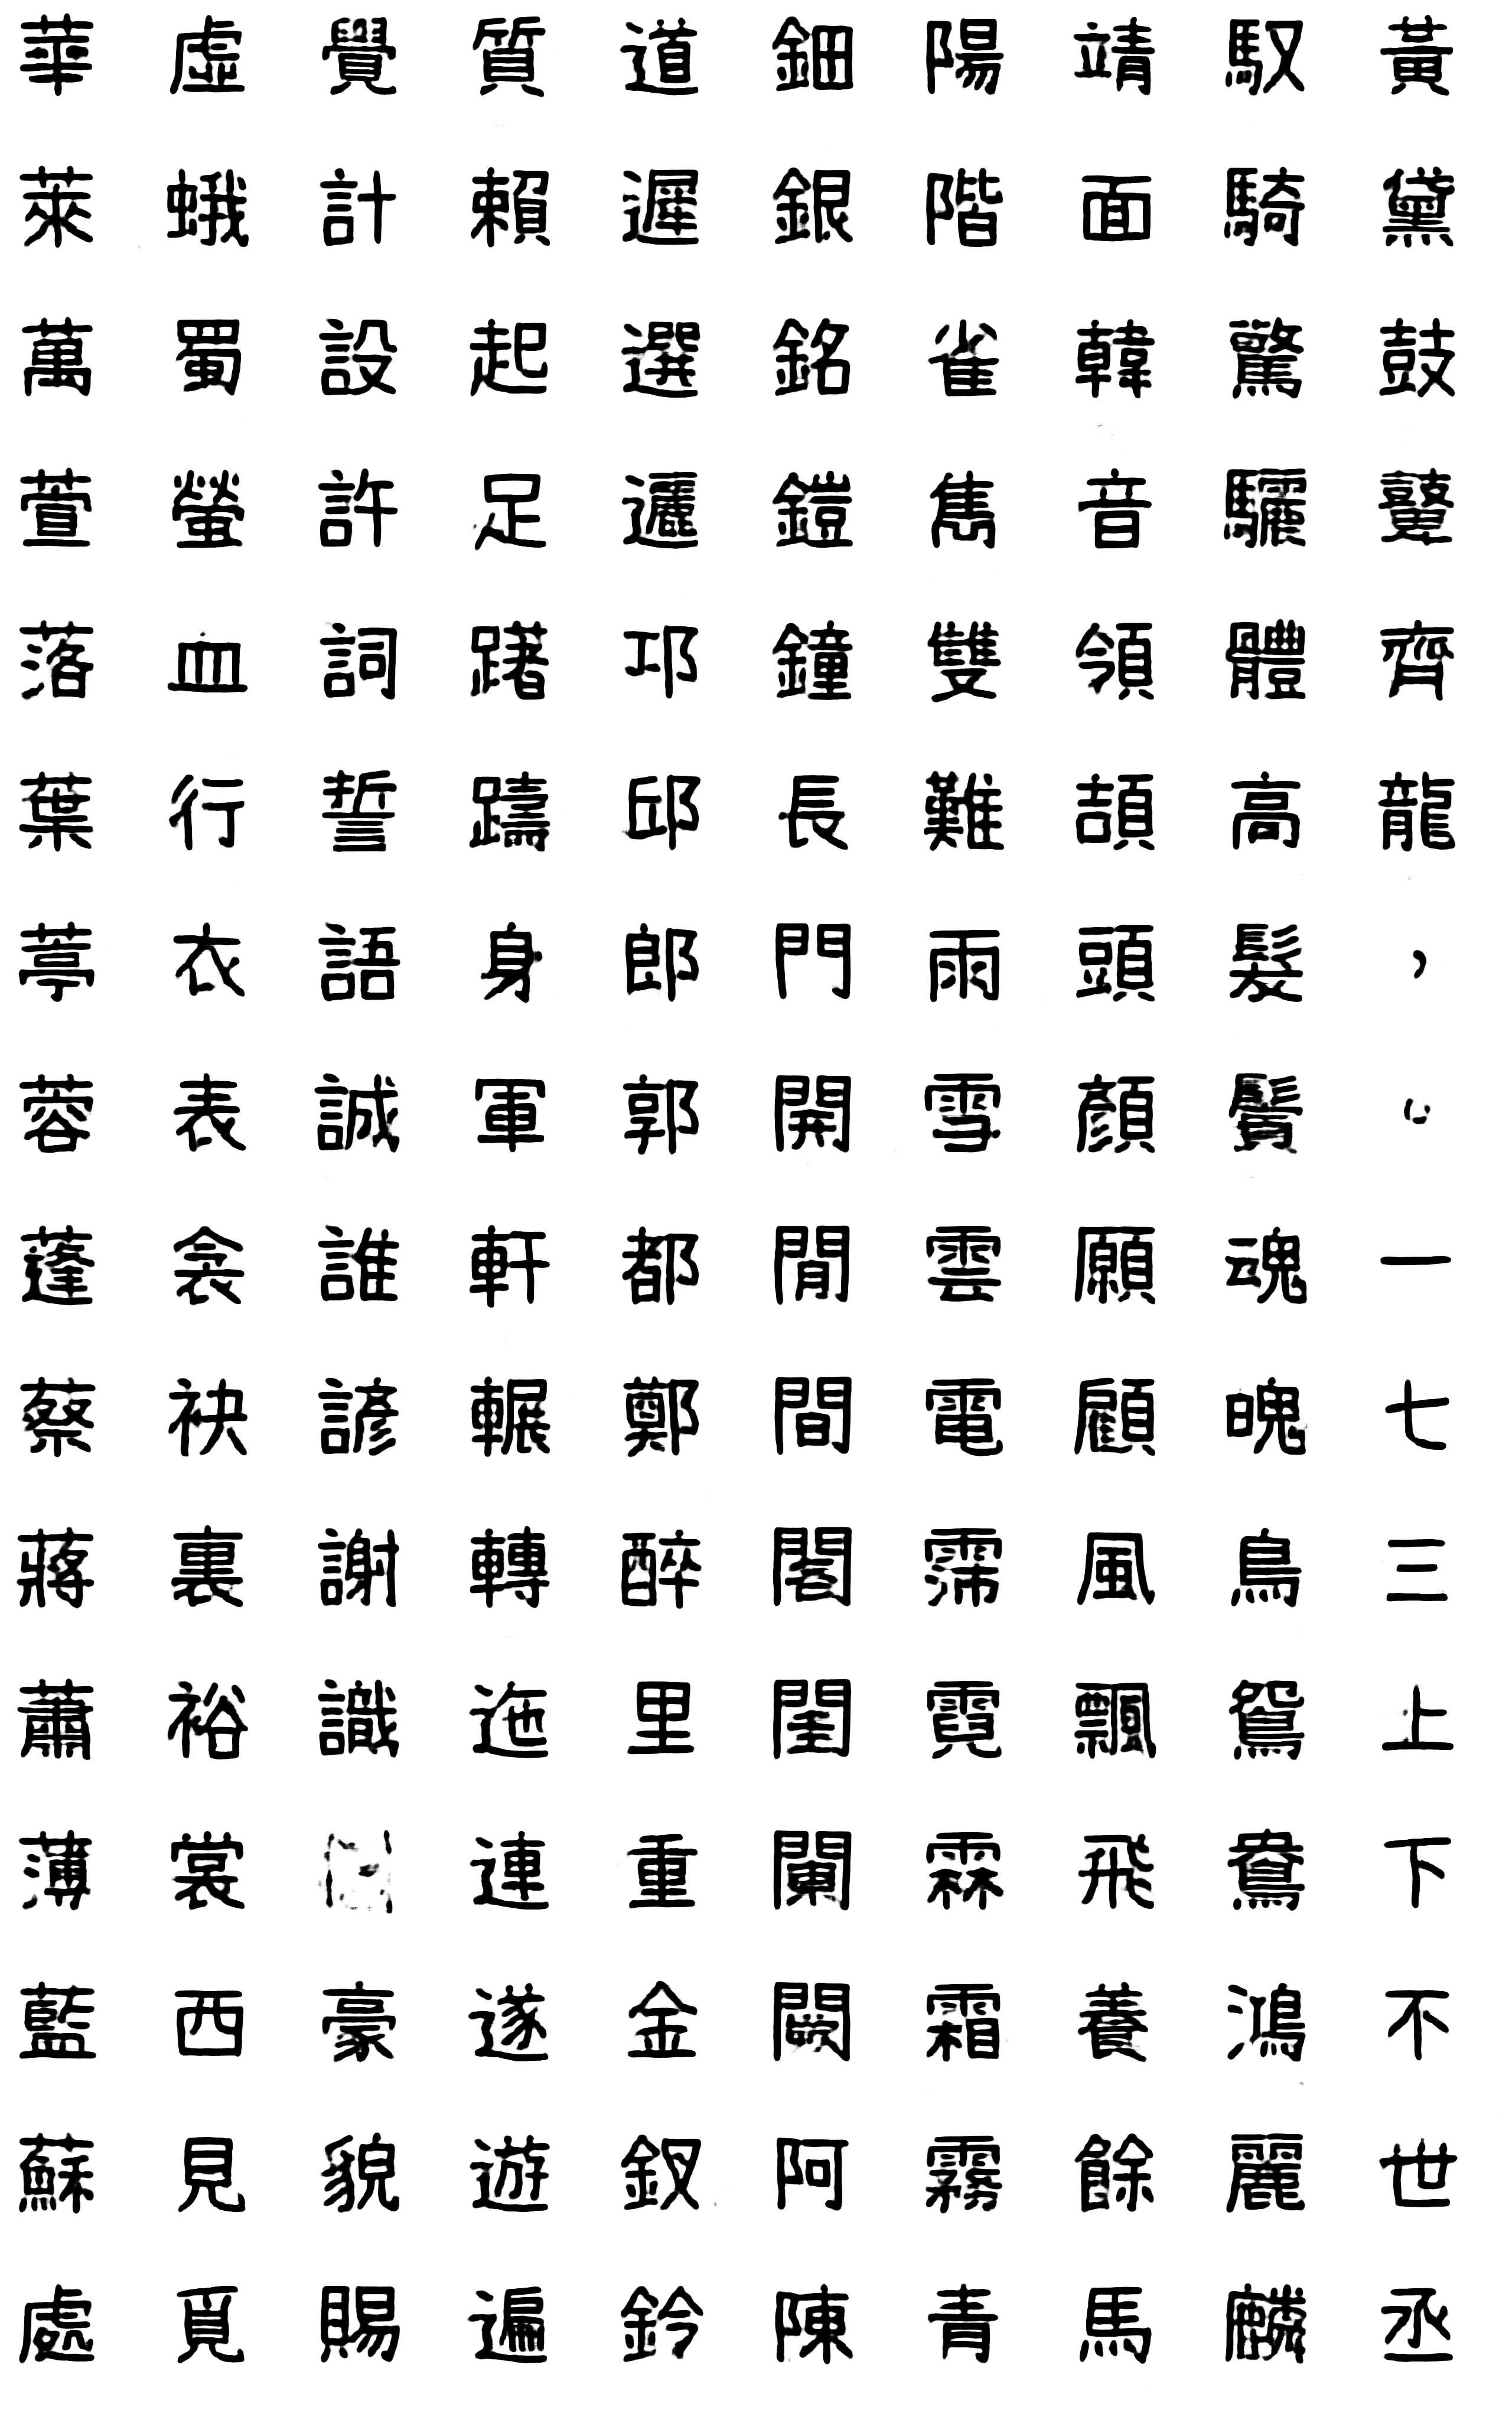 華虛覺質道鈿陽靖馭黃
萊蛾計賴遲銀階面騎黛
萬蜀設起選銘雀韓驚鼓
萱螢許足邐鎧雋音驪鼙
落血詞躇邛鐘雙領體齊
葉行誓躊邱長難頡高龍
葶衣語身郎門雨頭髮，
蓉表誠軍郭開雪顏鬢
蓬衾誰軒都閒雲願魂一
蔡袂諺輾鄭間電顧魄七
蔣裏謝轉醉閣霈風鳥三
蕭裕識迤里閨霓飄鴛上
薄裳連重闌霖飛鴦下
藍西豪遂金闕霜養鴻不
蘇見貌遊釵阿霧餘麗世
處覓賜遍鈴陳青馬麟丞